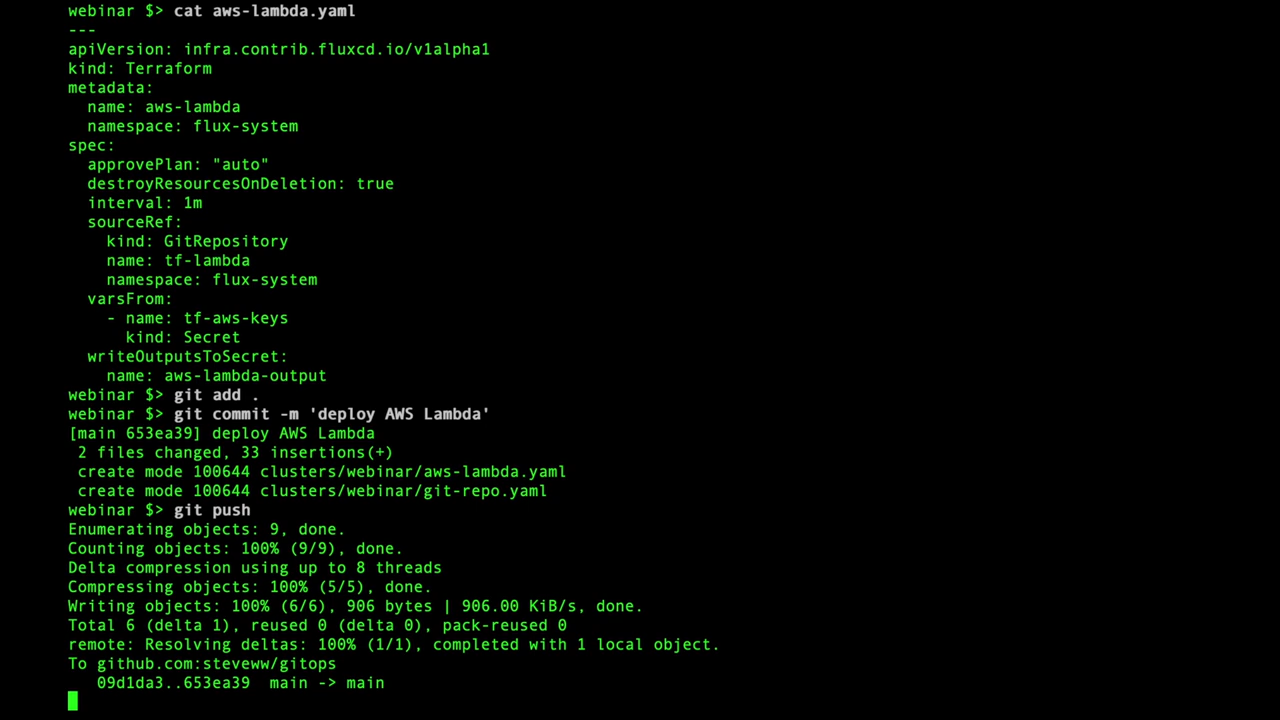 webinar $> cat aws-lambda.yaml
---
apiVersion: infra.contrib.fluxcd.io/v1alpha1
kind: Terraform
metadata:
  name: aws-lambda
  namespace: flux-system
spec:
  approvePlan: "auto"
  destroyResourcesOnDeletion: true
  interval: 1m
  sourceRef:
    kind: GitRepository
    name: tf-lambda
    namespace: flux-system
  varsFrom:
    - name: tf-aws-keys
      kind: Secret
  writeOutputsToSecret:
    name: aws-lambda-output
webinar $> git add .
webinar $> git commit -m 'deploy AWS Lambda'
[main 653ea39] deploy AWS Lambda
 2 files changed, 33 insertions(+)
 create mode 100644 clusters/webinar/aws-lambda.yaml
 create mode 100644 clusters/webinar/git-repo.yaml
webinar $> git push
Enumerating objects: 9, done.
Counting objects: 100% (9/9), done.
Delta compression using up to 8 threads
Compressing objects: 100% (5/5), done.
Writing objects: 100% (6/6), 906 bytes | 906.00 KiB/s, done.
Total 6 (delta 1), reused 0 (delta 0), pack-reused 0
remote: Resolving deltas: 100% (1/1), completed with 1 local object.
To github.com:steveww/gitops
   09d1da3..653ea39  main -> main